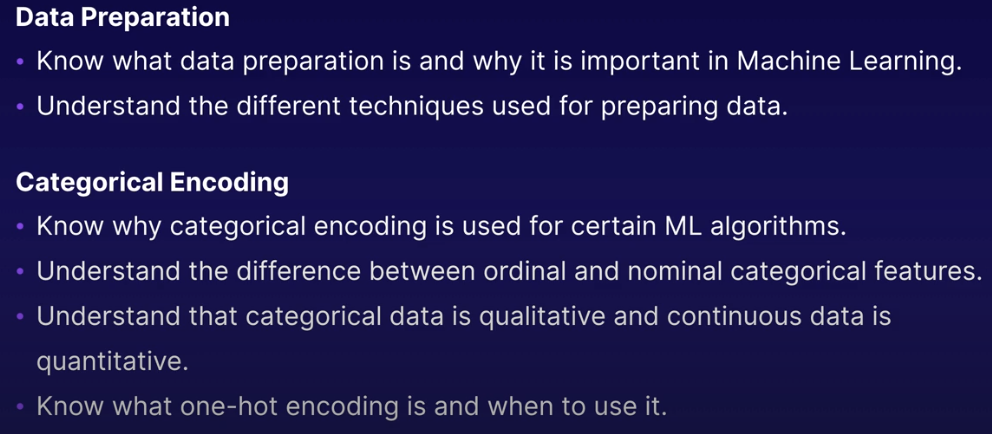 Data Preparation
• Know what data preparation is and why it is important in Machine Learning.
• Understand the different techniques used for preparing data.
Categorical Encoding
• Know why categorical encoding is used for certain ML algorithms.
• Understand the difference between ordinal and nominal categorical features.
• Understand that categorical data is qualitative and continuous data is
quantitative.
• Know what one-hot encoding is and when to use it.